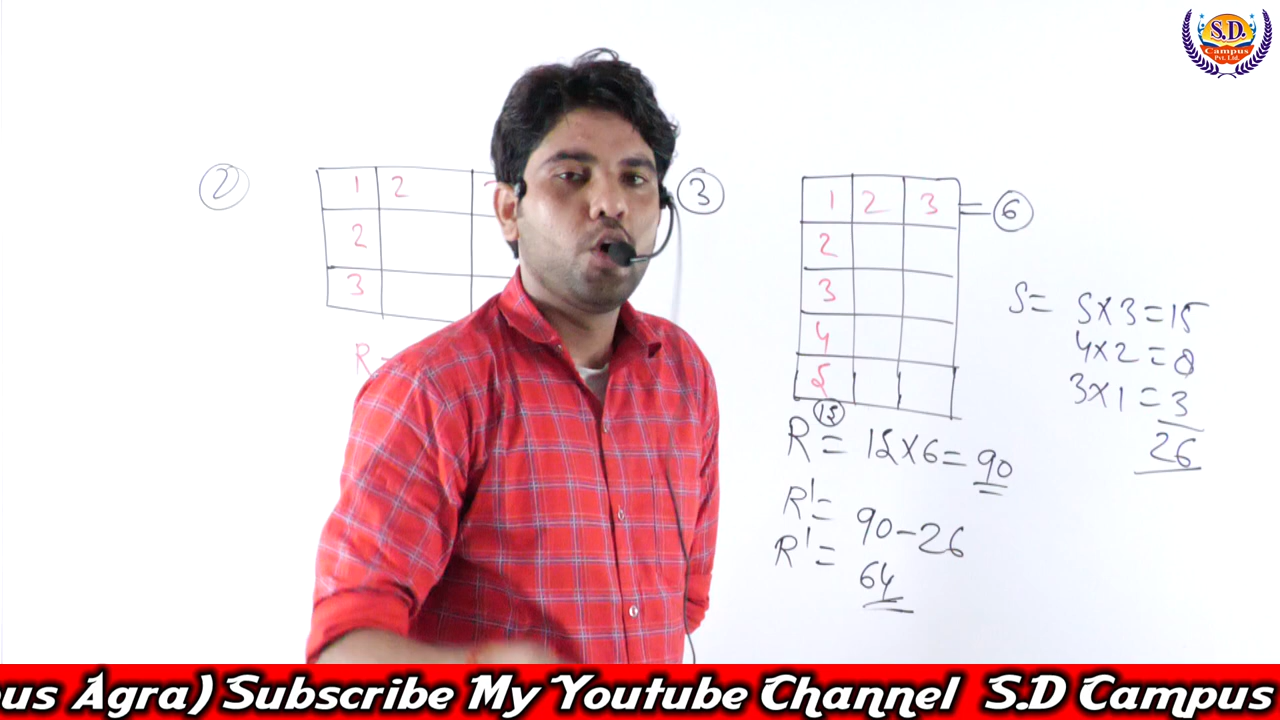 S.D.
Campus
Pvt. Ltd.
2
1 2
2
3
R =
3
1 2 3 = 6
2
3
4
5
15
R = 15×6=90
R' = 90-26
R' = 64
S= 5×3=15
4×2=8
3×1=3
26
us Agra) Subscribe My Youtube Channel S.D Campus